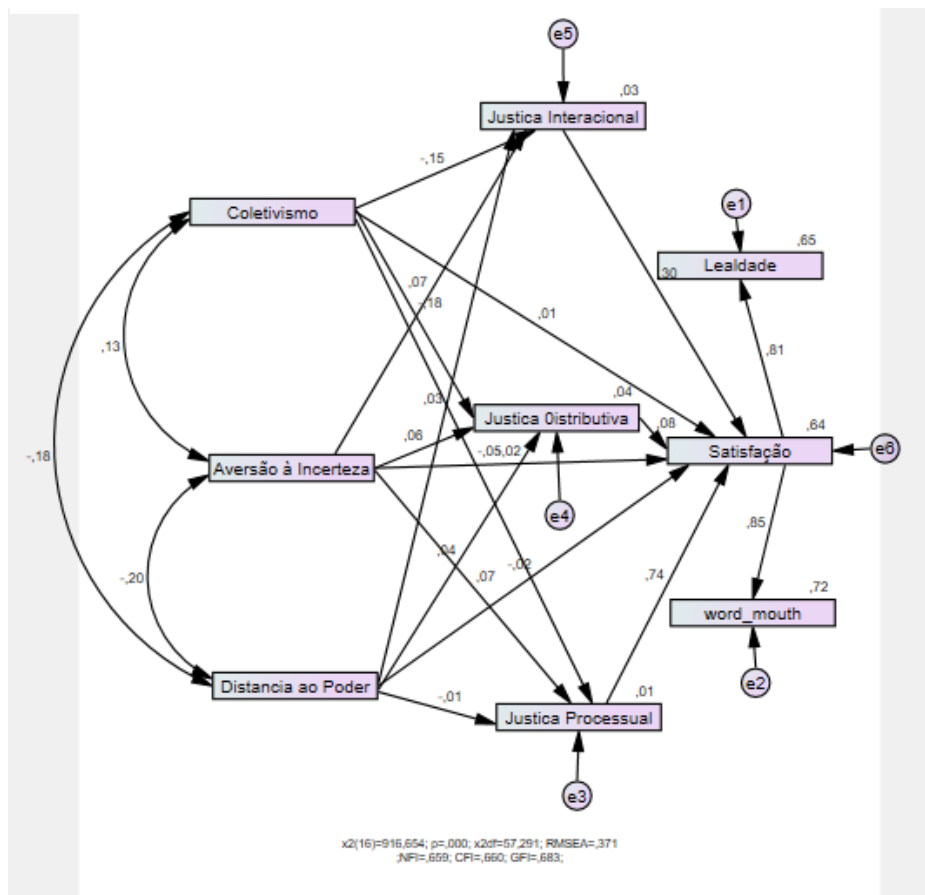 e5
,03
Justica Interacional
-,15
Coletivismo
e1
,65
Lealdade
,30
,07
-,18
,01
,13
,81
,03
,04
Justica 0istributiva
,08
,64
,06
-,18
Aversão à Incerteza
-,05
,02
Satisfação
e6
e4
,85
,04
-,02
,07
,74
-,20
,72
word_mouth
Distancia ao Poder
e2
-,01
,01
Justica Processual
e3
x2(16)=916,654; p=,000; x2df=57,291; RMSEA=,371
;NFI=,659; CFI=,660; GFI=,683;